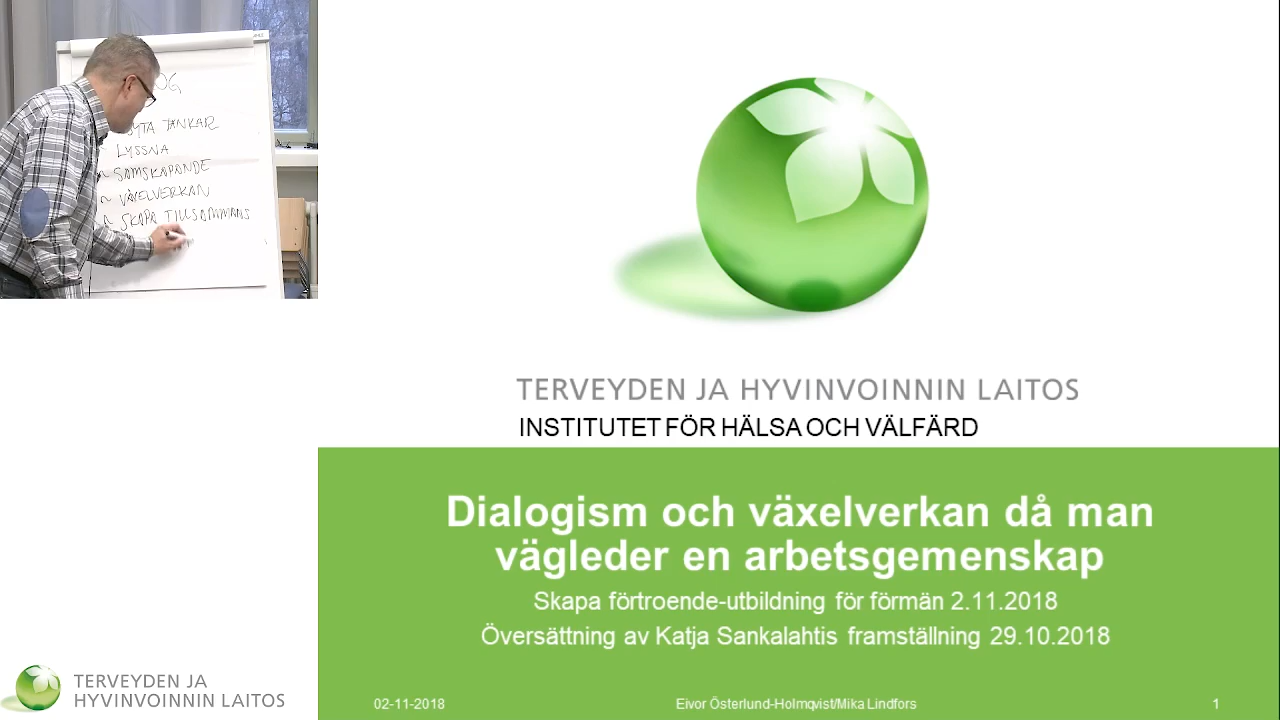 TANKAR
LYSSNA
~ SAMSKAPANDE
~ VÄXELVERKAN
~ SKAPA TILLSAMMANS
TERVEYDEN JA HYVINVOINNIN LAITOS
INSTITUTET FÖR HÄLSA OCH VÄLFÄRD
Dialogism och växelverkan då man
vägleder en arbetsgemenskap
Skapa förtroende-utbildning för förmän 2.11.2018
Översättning av Katja Sankalahtis framställning 29.10.2018
TERVEYDEN JA
HYVINVOINNIN LAITOS
02-11-2018
Eivor Österlund-Holmqvist/Mika Lindfors
1